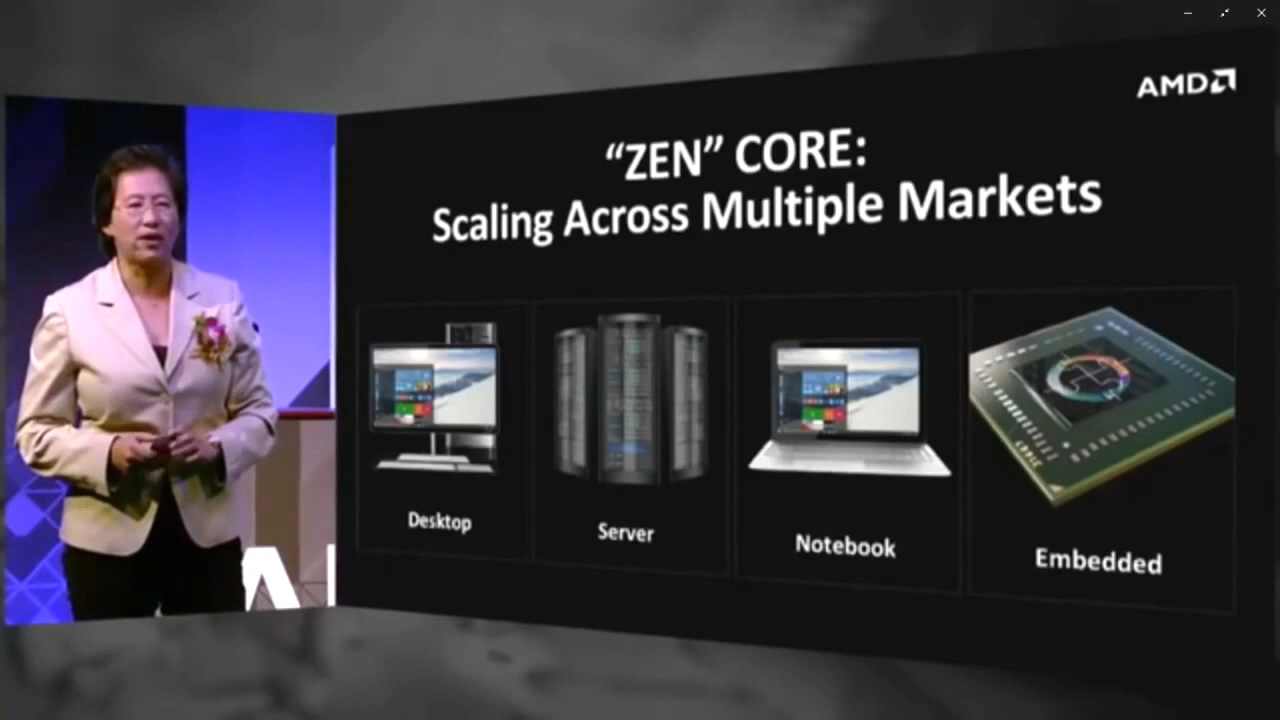 AMD
“ZEN” CORE:
Scaling Across Multiple Markets
Desktop
Server
Notebook
Embedded